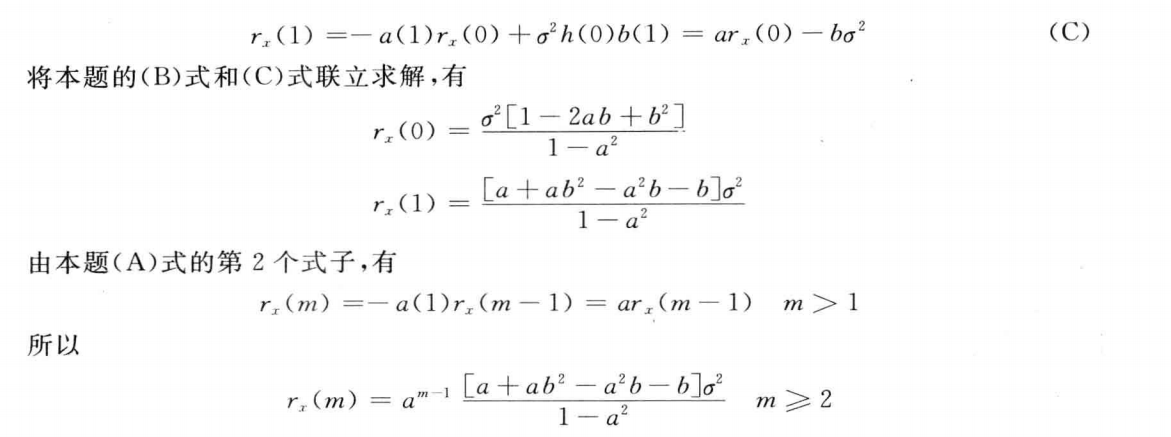 r_x(1) =− a(1)r_x(0) + σ²h(0)b(1) = ar_x(0) − bσ² (C)
将本题的(B)式和(C)式联立求解,有
r_x(0) = \frac{σ²[1 − 2ab + b²]}{1 − a²}
r_x(1) = \frac{[a + ab² − a²b − b]σ²}{1 − a²}
由本题(A)式的第 2 个式子,有
r_x(m) =− a(1)r_x(m − 1) = ar_x(m − 1) m > 1
所以
r_x(m) = a^{m−1} \frac{[a + ab² − a²b − b]σ²}{1 − a²} m ⩾ 2